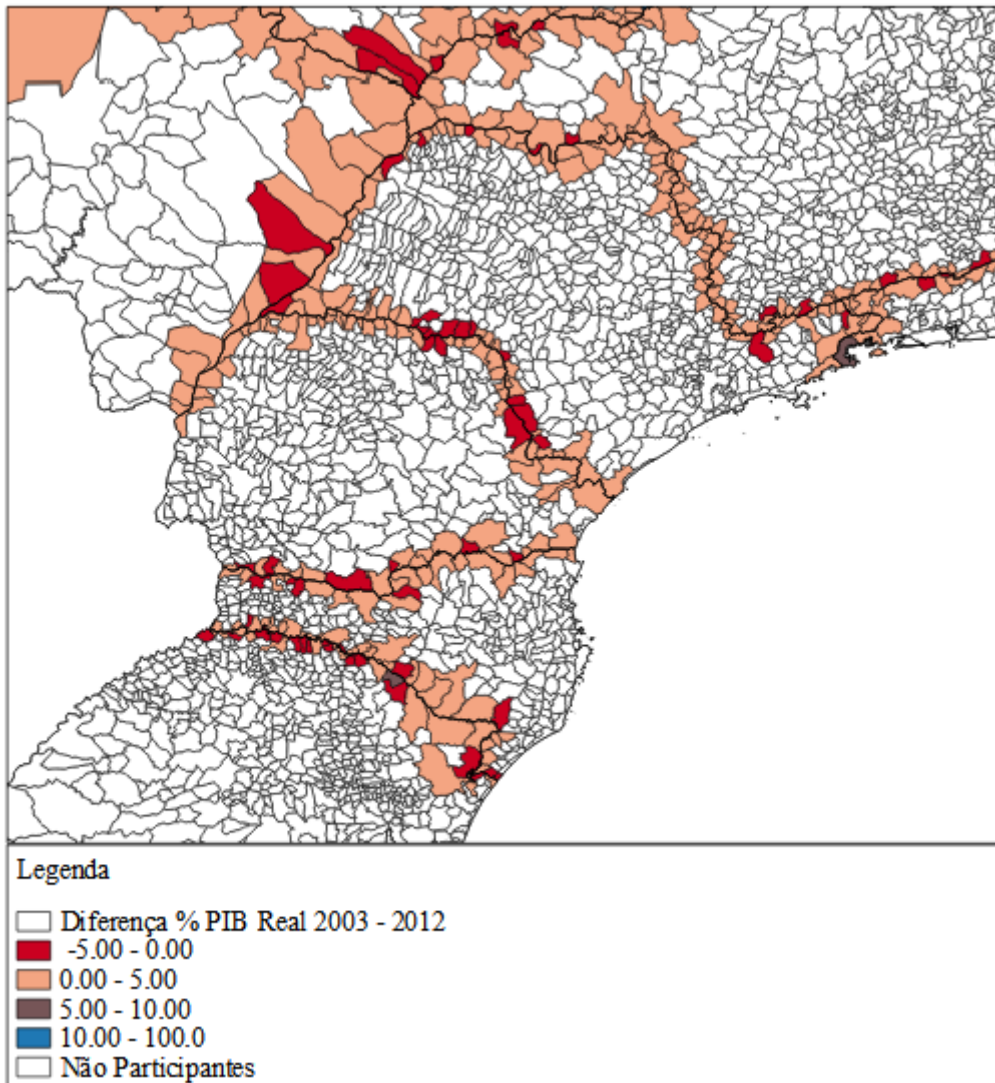 Legenda
Diferença % PIB Real 2003 - 2012
-5.00 - 0.00
0.00 - 5.00
5.00 - 10.00
10.00 - 100.0
Não Participantes